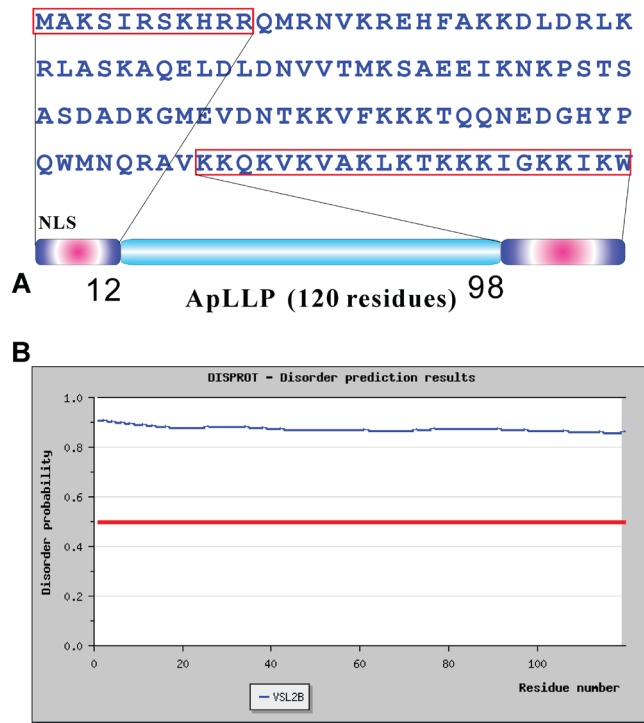 MAKSIRSKHRRQMRNVKREHFAKKDLDRLK
RLASKAQELDLDNVVTMKSAEEIKNKPSTS
ASDADKGMEVDNTKKVFKKKTQQNEDGHYP
QWMNQRAVKKQKVKVAKLKTKKKIGKKIKW
NLS
A
12
ApLLP (120 residues)
98
B
DISPROT - Disorder prediction results
Disorder probability
1.0
0.8
0.6
0.4
0.2
0.0
0
20
40
60
80
100
Residue number
VSL2B